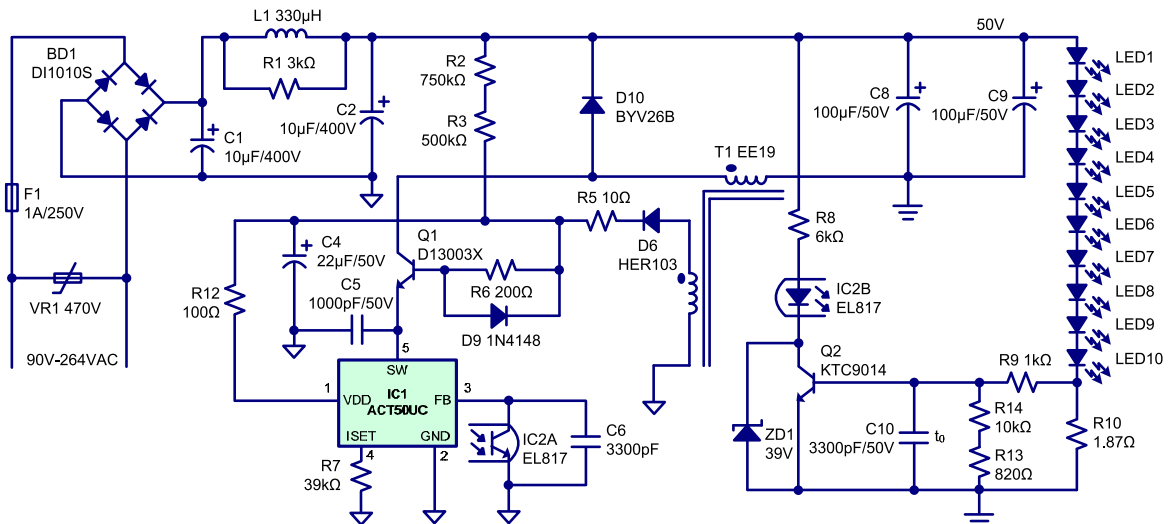 L1 330µH
50V
BD1
DI1010S
R1 3kΩ
R2
750kΩ
R3
500kΩ
D10
BYV26B
C8
100µF/50V
C9
100µF/50V
C2
10µF/400V
C1
10µF/400V
T1 EE19
LED1
LED2
LED3
LED4
LED5
LED6
LED7
LED8
LED9
LED10
F1
1A/250V
R5 10Ω
D6
HER103
R8
6kΩ
C4
22µF/50V
C5
1000pF/50V
Q1
D13003X
R6 200Ω
D9 1N4148
R12
100Ω
VR1 470V
90V-264VAC
IC2B
EL817
Q2
KTC9014
R9 1kΩ
5
SW
1
VDD
IC1
ACT50UC
FB
3
ISET
GND
4
2
R7
39kΩ
IC2A
EL817
C6
3300pF
ZD1
39V
C10
3300pF/50V
t0
R14
10kΩ
R13
820Ω
R10
1.87Ω